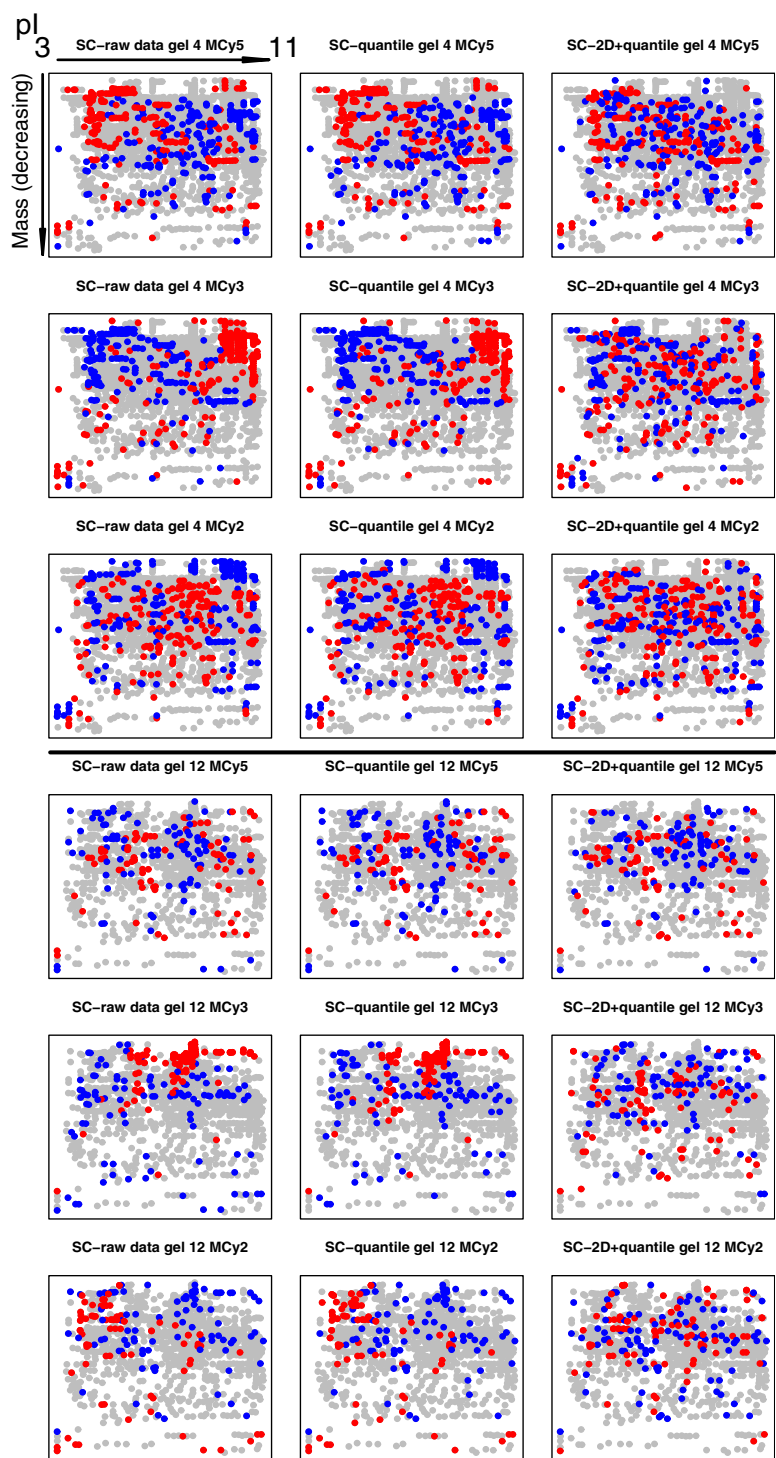 pI
3 11
SC−raw data gel 4 MCy5 SC−quantile gel 4 MCy5 SC−2D+quantile gel 4 MCy5
Mass (decreasing)
SC−raw data gel 4 MCy3 SC−quantile gel 4 MCy3 SC−2D+quantile gel 4 MCy3
SC−raw data gel 4 MCy2 SC−quantile gel 4 MCy2 SC−2D+quantile gel 4 MCy2
SC−raw data gel 12 MCy5 SC−quantile gel 12 MCy5 SC−2D+quantile gel 12 MCy5
SC−raw data gel 12 MCy3 SC−quantile gel 12 MCy3 SC−2D+quantile gel 12 MCy3
SC−raw data gel 12 MCy2 SC−quantile gel 12 MCy2 SC−2D+quantile gel 12 MCy2